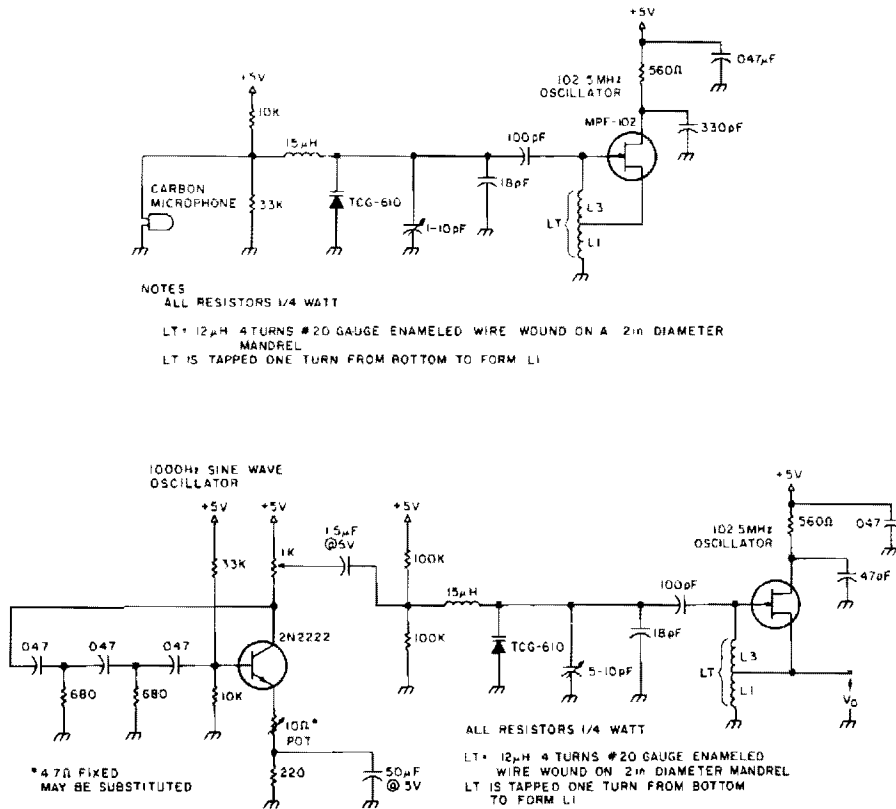 +5V
+5V
047µF
560Ω
102.5MHz
OSCILLATOR
10K
MPF-102
330pF
15µH
100pF
18pF
CARBON
MICROPHONE
33K
TCG-610
1-10pF
LT
L3
L1
NOTES
ALL RESISTORS 1/4 WATT
LT= 12µH 4 TURNS #20 GAUGE ENAMELED WIRE WOUND ON A 2in DIAMETER
MANDREL
LT IS TAPPED ONE TURN FROM BOTTOM TO FORM L1
1000Hz SINE WAVE
OSCILLATOR
+5V
+5V
+5V
+5V
1.5µF
@5V
33K
1K
100K
102.5MHz
OSCILLATOR
560Ω
047
47pF
15µH
100pF
047
047
047
2N2222
100K
TCG-610
18pF
5-10pF
680
680
10K
LT
L3
L1
V0
10Ω*
POT
220
50µF
@5V
*4.7Ω FIXED
MAY BE SUBSTITUTED
ALL RESISTORS 1/4 WATT
LT= 12µH 4 TURNS #20 GAUGE ENAMELED
WIRE WOUND ON 2in DIAMETER MANDREL
LT IS TAPPED ONE TURN FROM BOTTOM
TO FORM L1